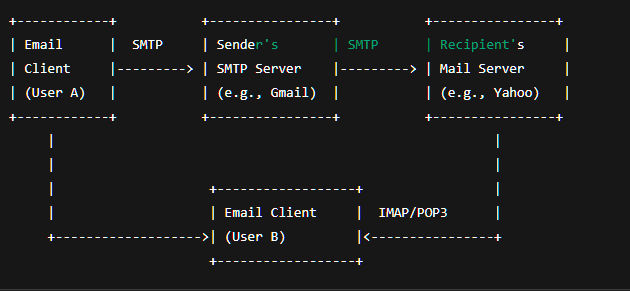 +------------+           +----------------+           +----------------+
| Email      |  SMTP     | Sender's       | SMTP      | Recipient's     |
| Client     |---------> | SMTP Server    |---------> | Mail Server     |
| (User A)   |           | (e.g., Gmail)  |           | (e.g., Yahoo)   |
+------------+           +----------------+           +----------------+
     |                                                         |
     |                                                         |
     |                    +------------------+                 |
     |                    | Email Client     |  IMAP/POP3      |
     +------------------->| (User B)         |<----------------+
                          +------------------+